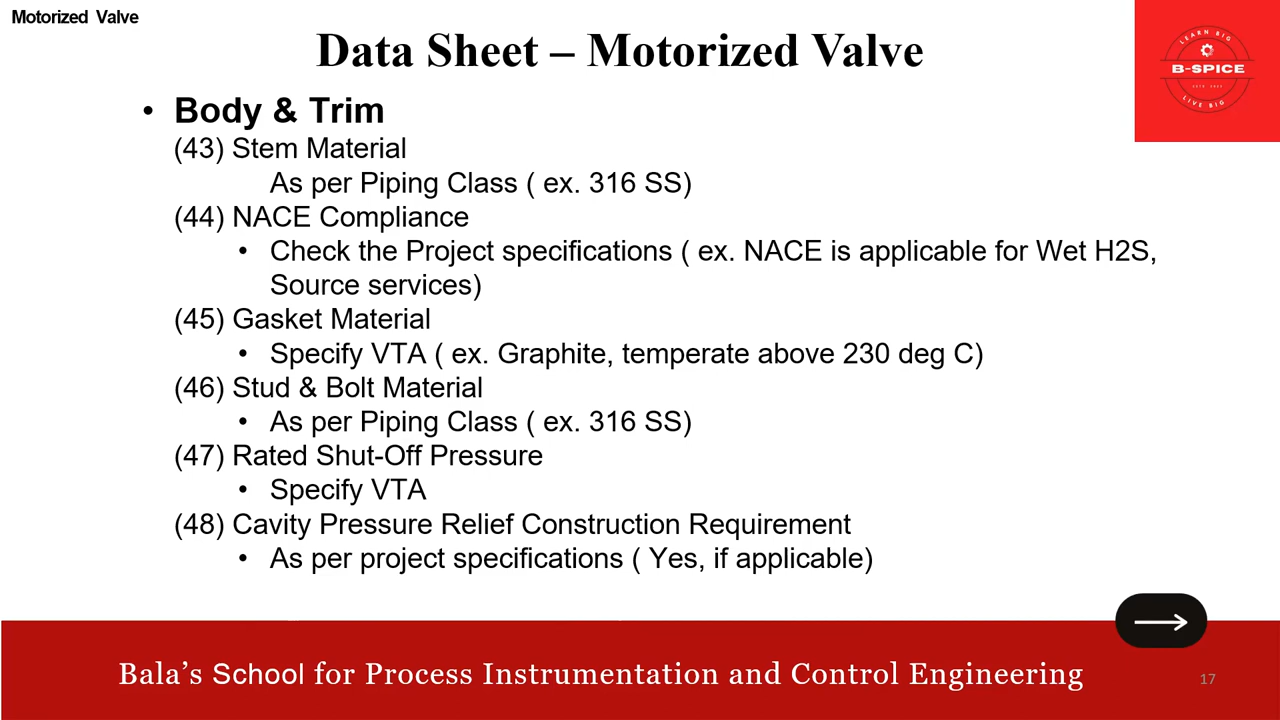 Motorized Valve
Data Sheet – Motorized Valve
LEARN BIG
B-SPICE
LIVE BIG
• Body & Trim
(43) Stem Material
As per Piping Class ( ex. 316 SS)
(44) NACE Compliance
• Check the Project specifications ( ex. NACE is applicable for Wet H2S,
Source services)
(45) Gasket Material
• Specify VTA ( ex. Graphite, temperate above 230 deg C)
(46) Stud & Bolt Material
• As per Piping Class ( ex. 316 SS)
(47) Rated Shut-Off Pressure
• Specify VTA
(48) Cavity Pressure Relief Construction Requirement
• As per project specifications ( Yes, if applicable)
Bala’s School for Process Instrumentation and Control Engineering
17